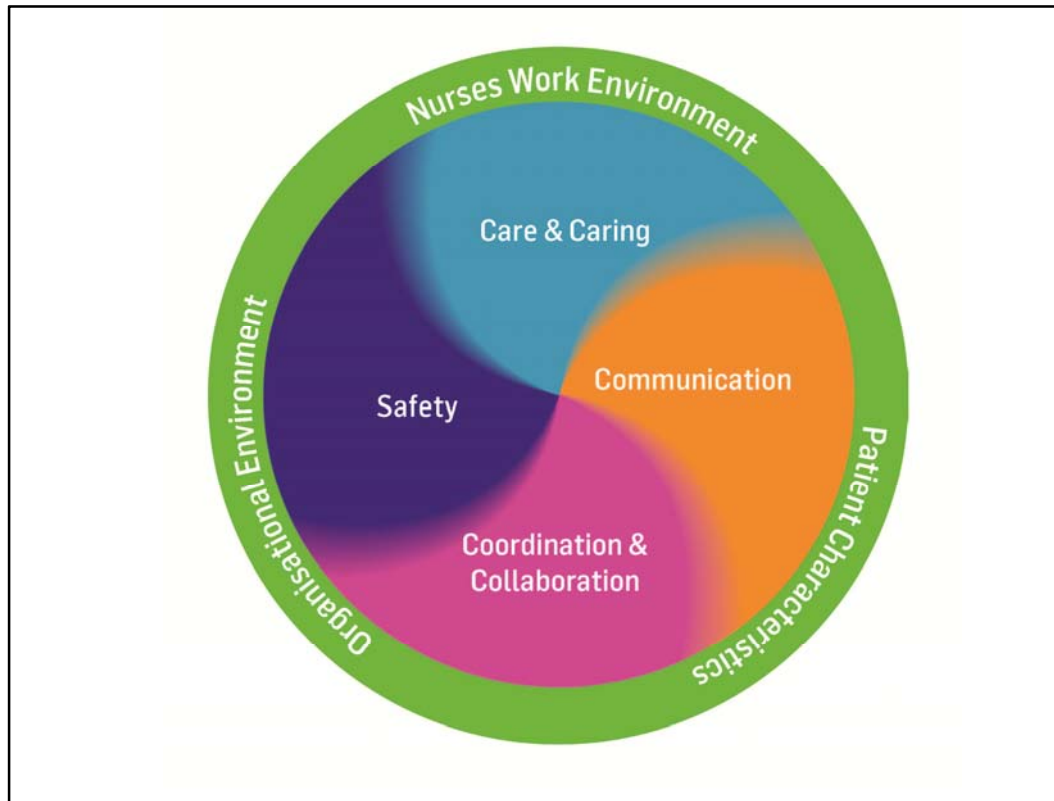 Nurses Work Environment
Care & Caring
Communication
Safety
Coordination &
Collaboration
Organisational Environment
Patient Characteristics